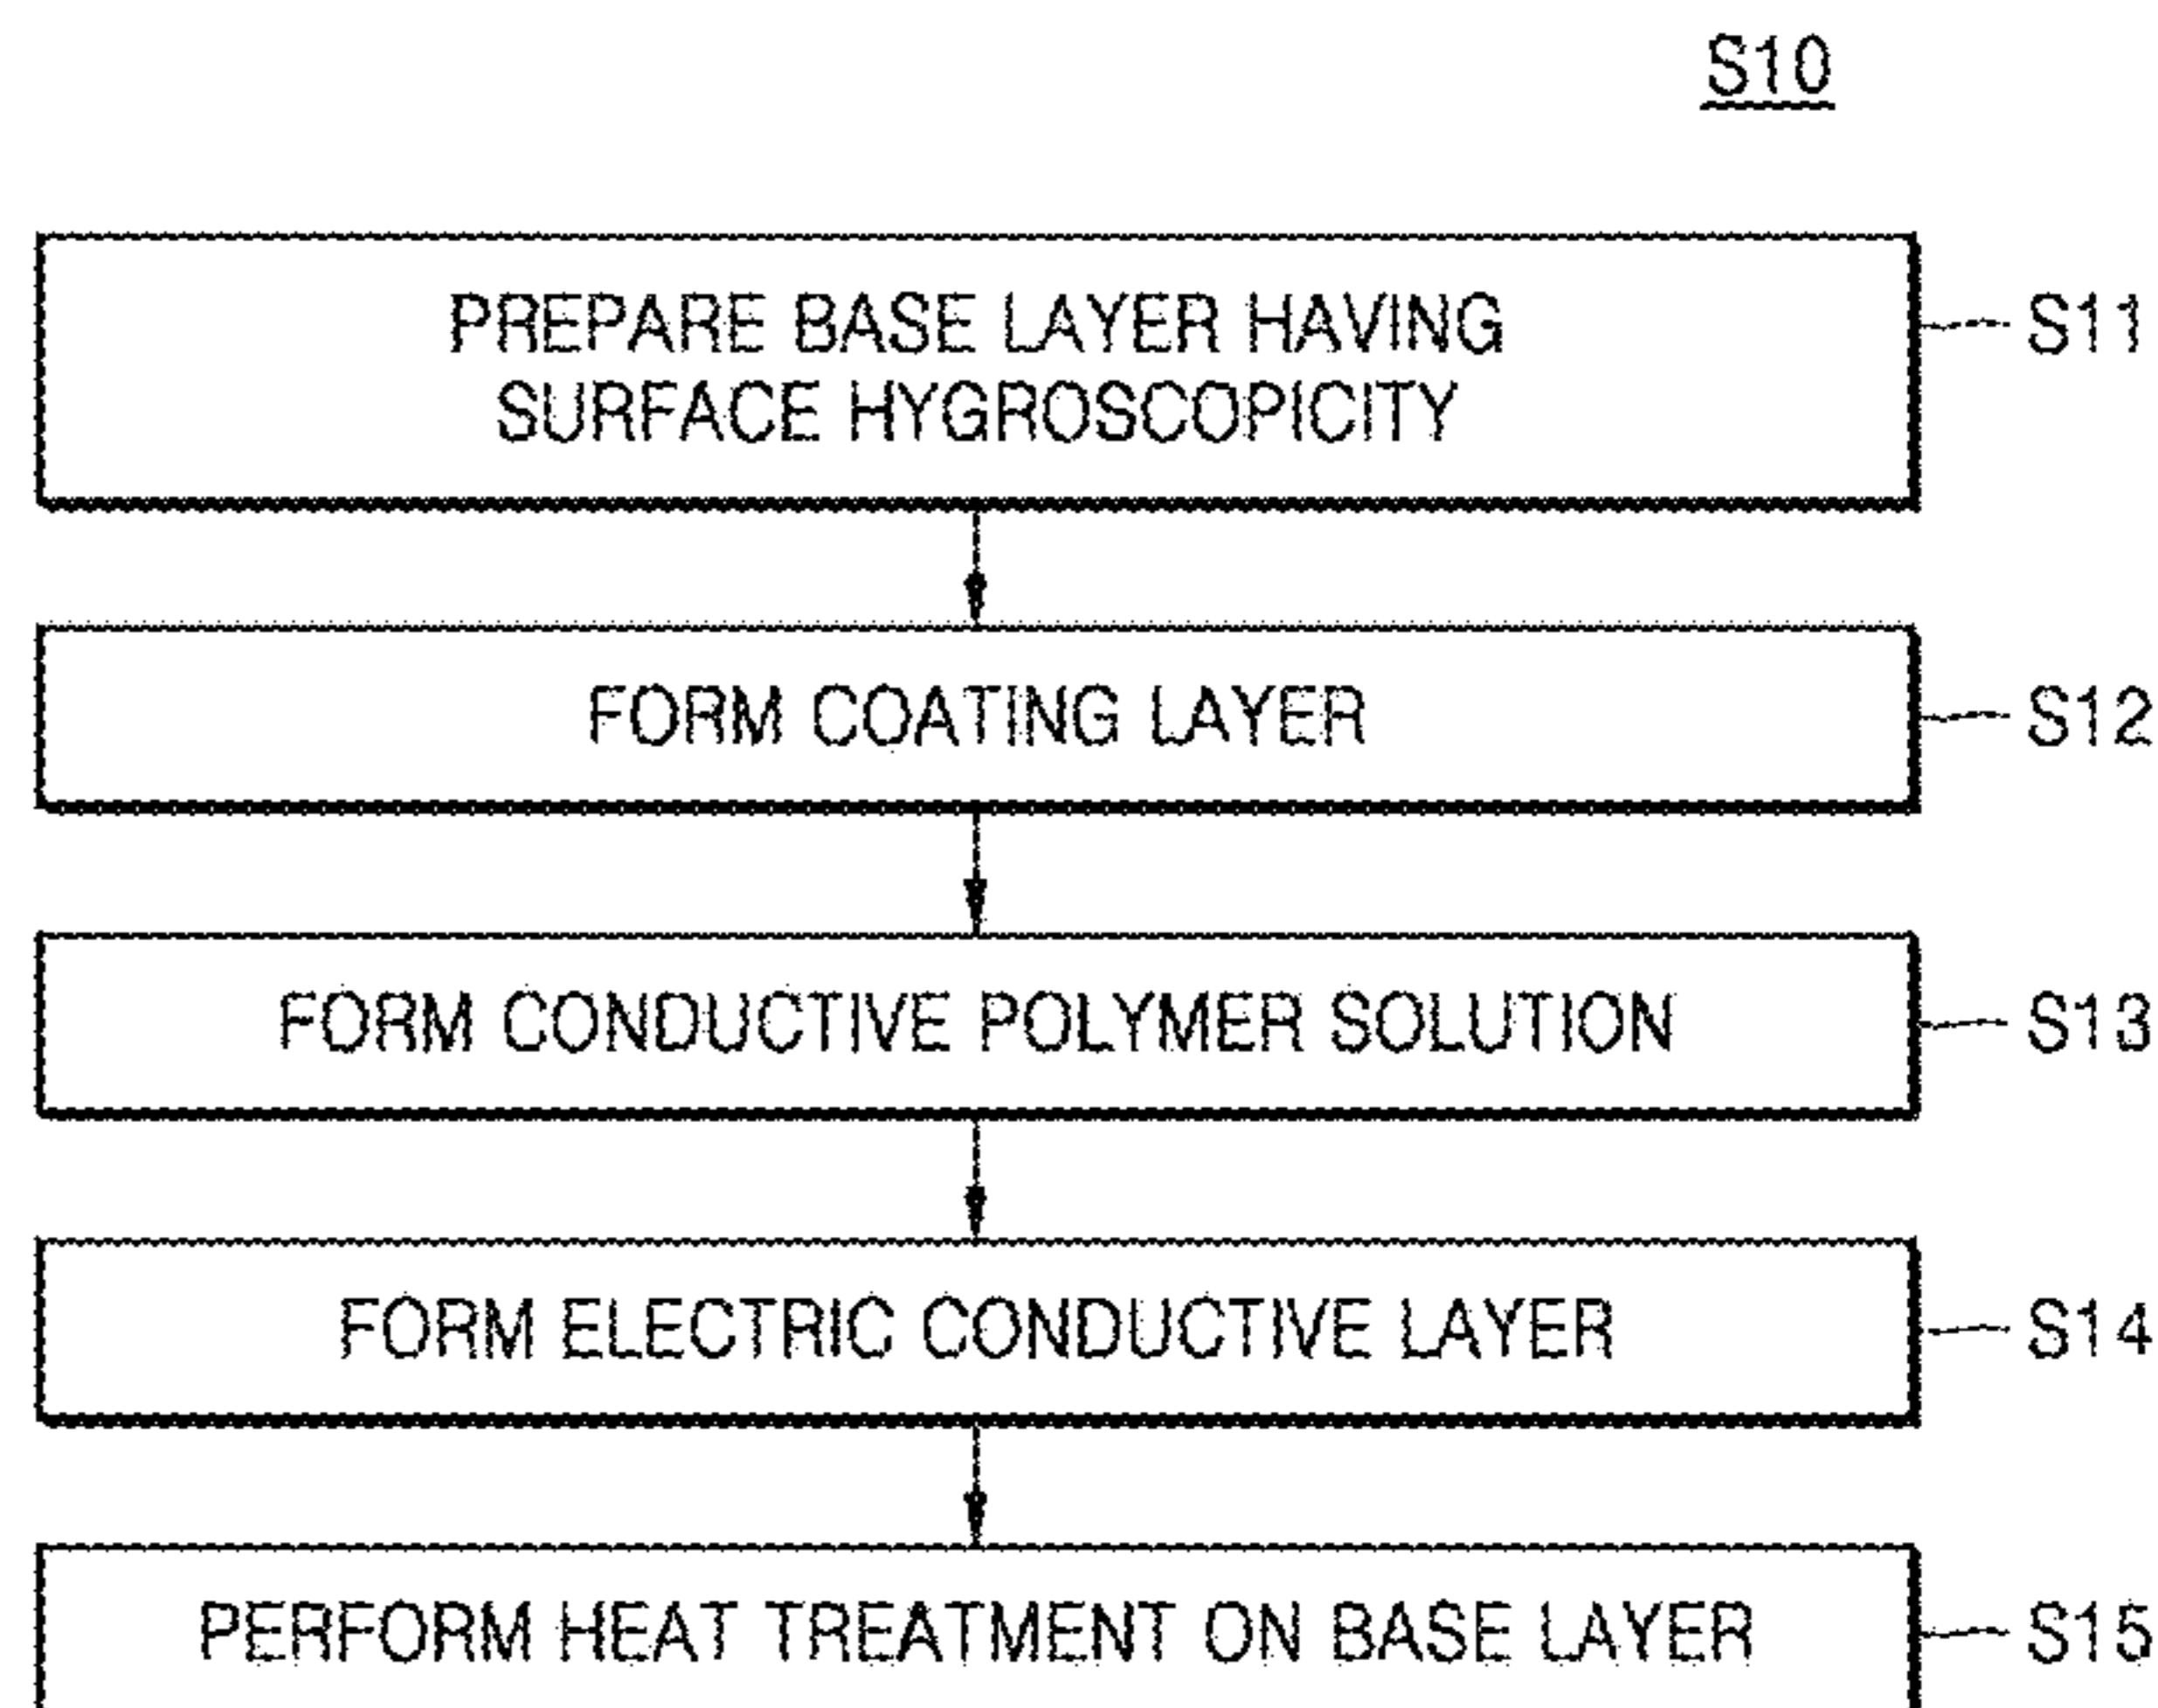 S10
PREPARE BASE LAYER HAVING
SURFACE HYGROSCOPICITY
S11
FORM COATING LAYER
S12
FORM CONDUCTIVE POLYMER SOLUTION
S13
FORM ELECTRIC CONDUCTIVE LAYER
S14
PERFORM HEAT TREATMENT ON BASE LAYER
S15